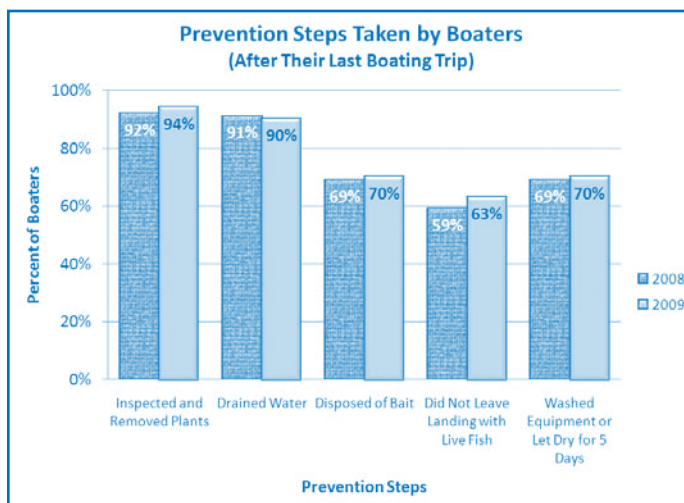 Prevention Steps Taken by Boaters
(After Their Last Boating Trip)
Percent of Boaters
100%
80%
60%
40%
20%
0%
92%
94%
91%
90%
69%
70%
59%
63%
69%
70%
2008
2009
Inspected and
Removed Plants
Drained Water
Disposed of Bait
Did Not Leave
Landing with
Live Fish
Washed
Equipment or
Let Dry for 5
Days
Prevention Steps